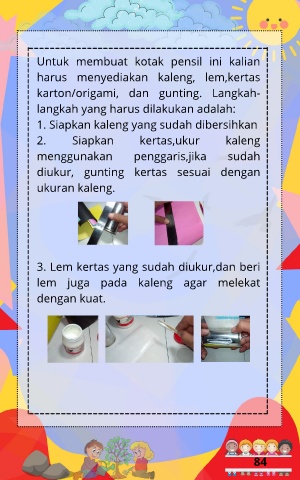 Untuk membuat kotak pensil ini kalian
harus menyediakan kaleng, lem,kertas
karton/origami, dan gunting. Langkah-
langkah yang harus dilakukan adalah:
1. Siapkan kaleng yang sudah dibersihkan
2. Siapkan kertas,ukur kaleng
menggunakan penggaris,jika sudah
diukur, gunting kertas sesuai dengan
ukuran kaleng.
3. Lem kertas yang sudah diukur,dan beri
lem juga pada kaleng agar melekat
dengan kuat.
84